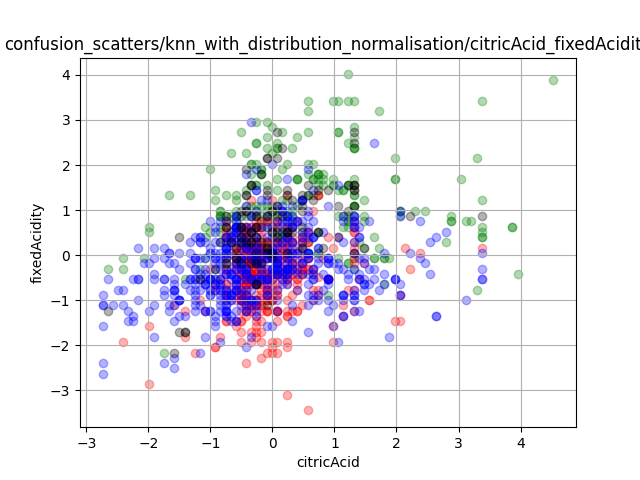 confusion_scatters/knn_with_distribution_normalisation/citricAcid_fixedAcidit
4
3
2
1
0
−1
−2
−3
fixedAcidity
−3 −2 −1 0 1 2 3 4
citricAcid